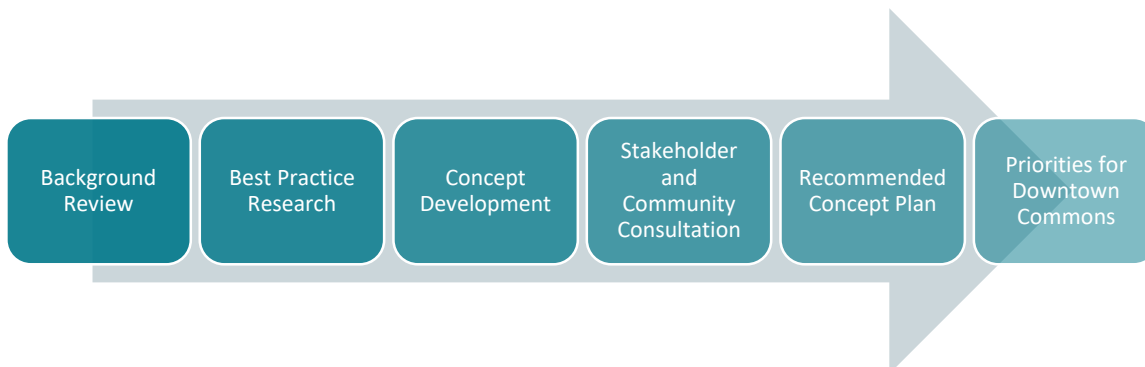 Background
Review
Best Practice
Research
Concept
Development
Stakeholder
and
Community
Consultation
Recommended
Concept Plan
Priorities for
Downtown
Commons